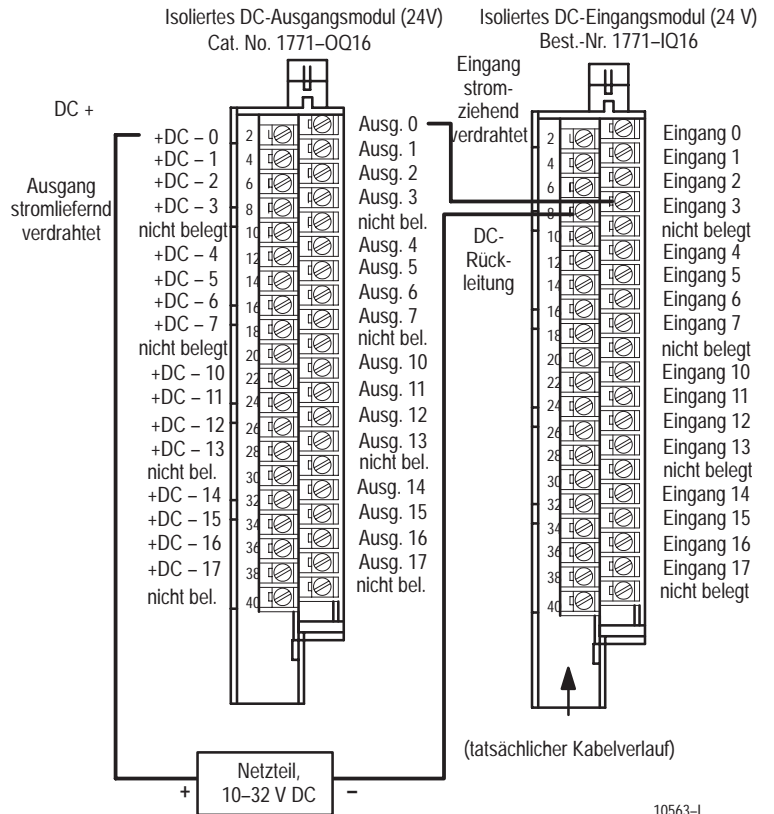 Isoliertes DC-Ausgangsmodul (24V)
Cat. No. 1771–OQ16
Isoliertes DC-Eingangsmodul (24 V)
Best.-Nr. 1771–IQ16
DC +
Ausgang
stromliefernd
verdrahtet
+DC – 0
+DC – 1
+DC – 2
+DC – 3
nicht belegt
+DC – 4
+DC – 5
+DC – 6
+DC – 7
nicht belegt
+DC – 10
+DC – 11
+DC – 12
+DC – 13
nicht bel.
+DC – 14
+DC – 15
+DC – 16
+DC – 17
nicht bel.
2
4
6
8
10
12
14
16
18
20
22
24
26
28
30
32
34
36
38
40
Ausg. 0
Ausg. 1
Ausg. 2
Ausg. 3
nicht bel.
Ausg. 4
Ausg. 5
Ausg. 6
Ausg. 7
nicht bel.
Ausg. 10
Ausg. 11
Ausg. 12
Ausg. 13
nicht bel.
Ausg. 14
Ausg. 15
Ausg. 16
Ausg. 17
nicht bel.
Eingang
strom-
ziehend
verdrahtet
DC-
Rück-
leitung
2
4
6
8
10
12
14
16
18
20
22
24
26
28
30
32
34
36
38
40
Eingang 0
Eingang 1
Eingang 2
Eingang 3
nicht belegt
Eingang 4
Eingang 5
Eingang 6
Eingang 7
nicht belegt
Eingang 10
Eingang 11
Eingang 12
Eingang 13
nicht belegt
Eingang 14
Eingang 15
Eingang 16
Eingang 17
nicht belegt
(tatsächlicher Kabelverlauf)
+
Netzteil,
10–32 V DC
–
10563–I